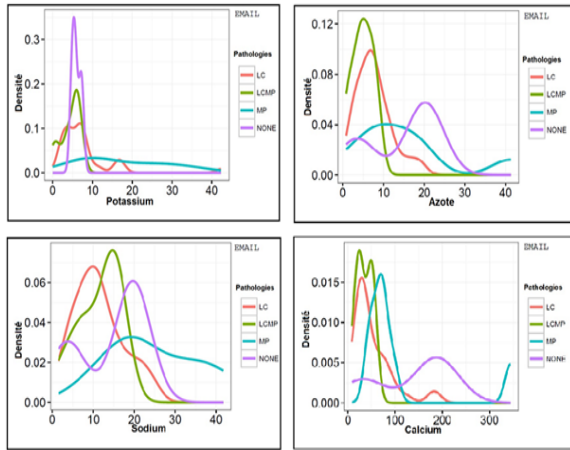 EMAIL
Densité
0.3
0.2
0.1
0.0
0
10
20
30
40
Potassium
Pathologies
LC
LCMP
MP
NONE
EMAIL
Densité
0.12
0.08
0.04
0.00
0
10
20
30
40
Azote
Pathologies
LC
LCMP
MP
NONE
EMAIL
Densité
0.06
0.04
0.02
0.00
0
10
20
30
40
Sodium
Pathologies
LC
LCMP
MP
NONE
EMAIL
Densité
0.015
0.010
0.005
0.000
0
100
200
300
Calcium
Pathologies
LC
LCMP
MP
NONE